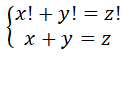 x! + y! = z!
x + y = z